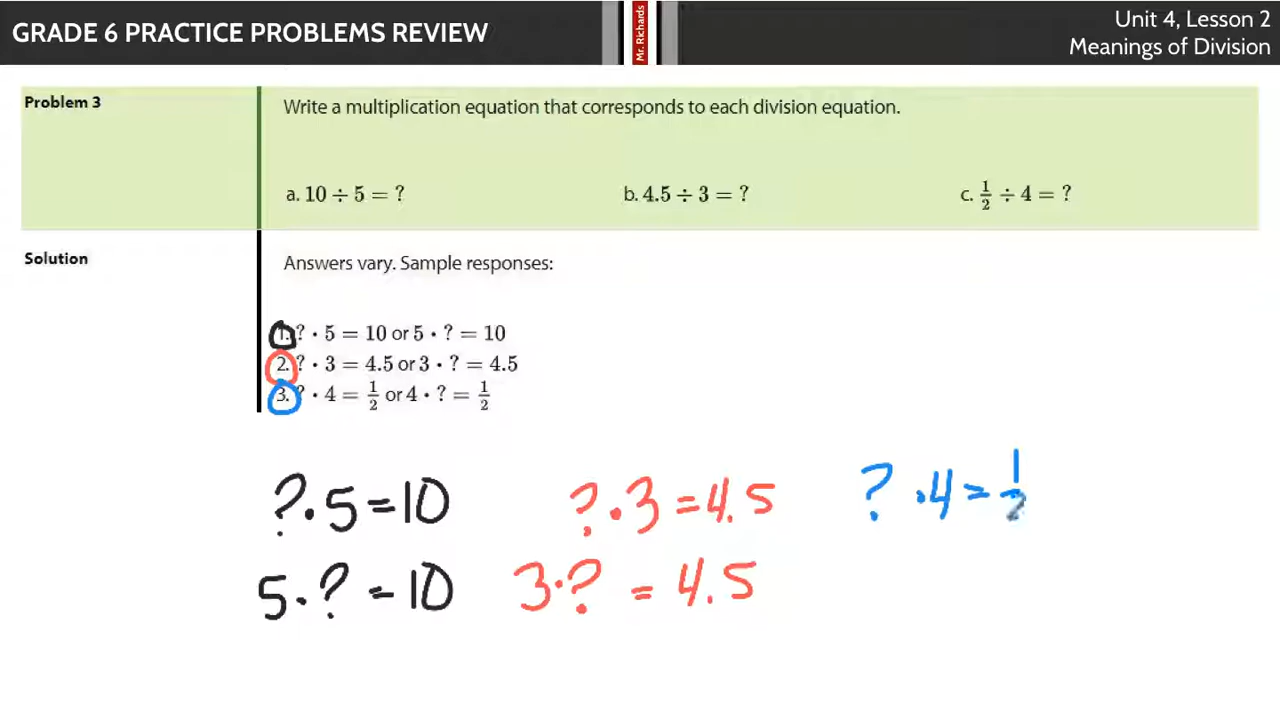 GRADE 6 PRACTICE PROBLEMS REVIEW
Mr. Richards
Unit 4, Lesson 2
Meanings of Division
Problem 3
Write a multiplication equation that corresponds to each division equation.
a. 10 ÷ 5 = ?
b. 4.5 ÷ 3 = ?
c. 1/2 ÷ 4 = ?
Solution
Answers vary. Sample responses:
1. ? · 5 = 10 or 5 · ? = 10
2. ? · 3 = 4.5 or 3 · ? = 4.5
3. ? · 4 = 1/2 or 4 · ? = 1/2
? · 5 = 10
? · 3 = 4.5
? · 4 = 1/2
5 · ? = 10
3 · ? = 4.5